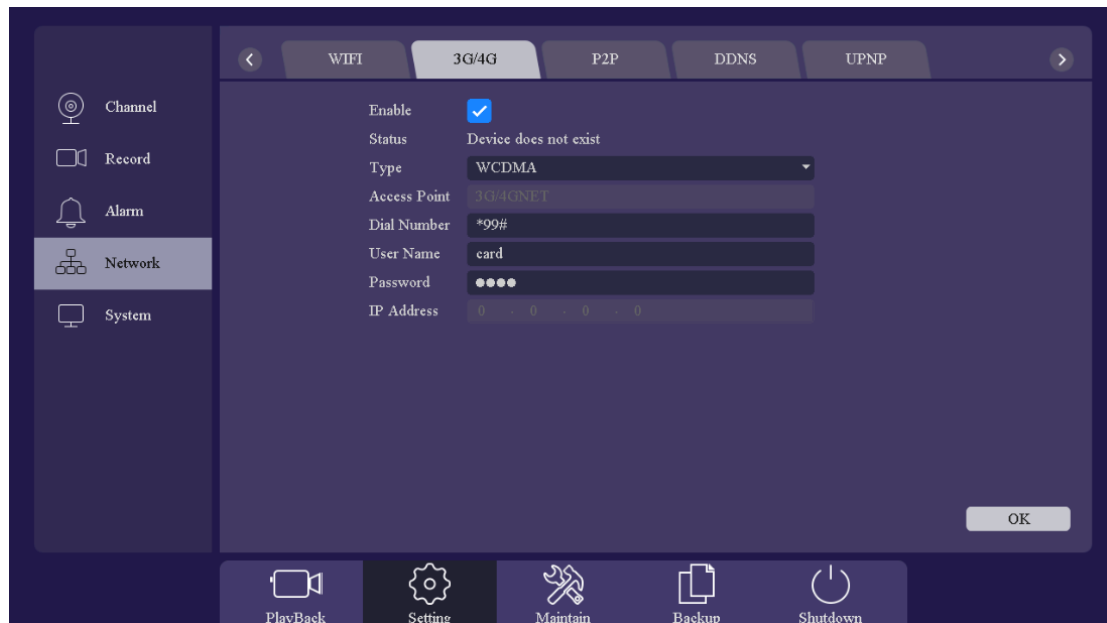 WIFI 3G/4G P2P DDNS UPNP
Channel
Record
Alarm
Network
System
Enable
Status Device does not exist
Type WCDMA
Access Point 3G/4GNET
Dial Number *99#
User Name card
Password ●●●●
IP Address 0 . 0 . 0 . 0
OK
PlayBack Setting Maintain Backup Shutdown